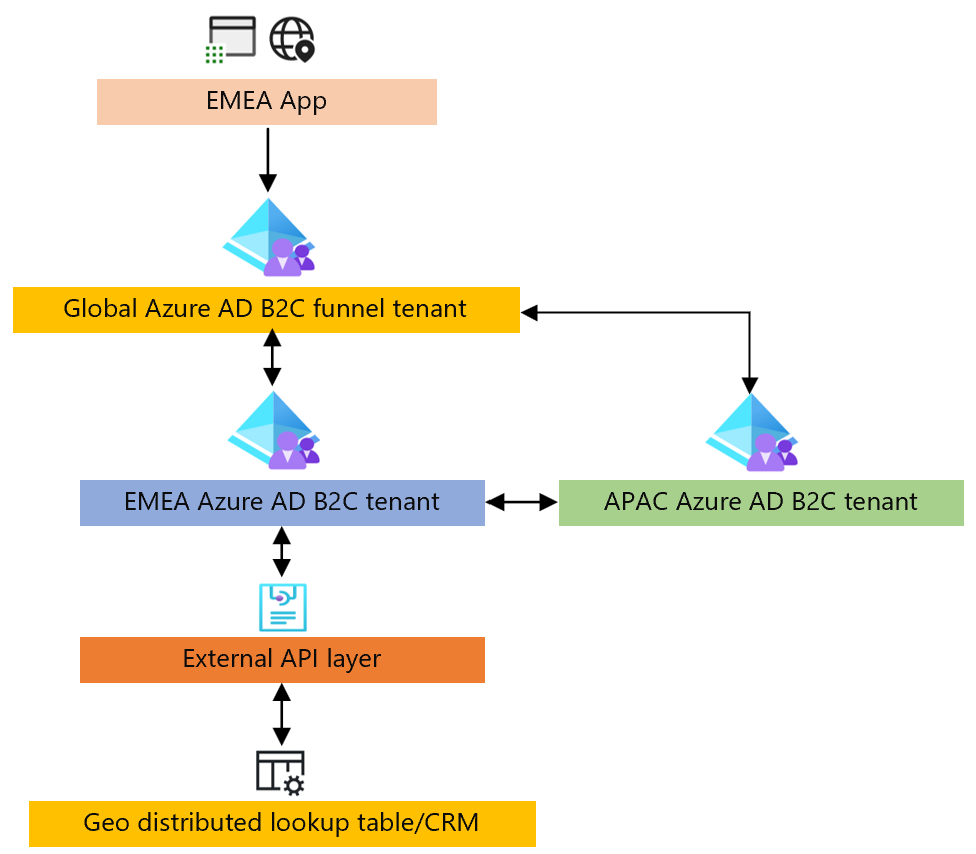 EMEA App
Global Azure AD B2C funnel tenant
EMEA Azure AD B2C tenant
APAC Azure AD B2C tenant
External API layer
Geo distributed lookup table/CRM